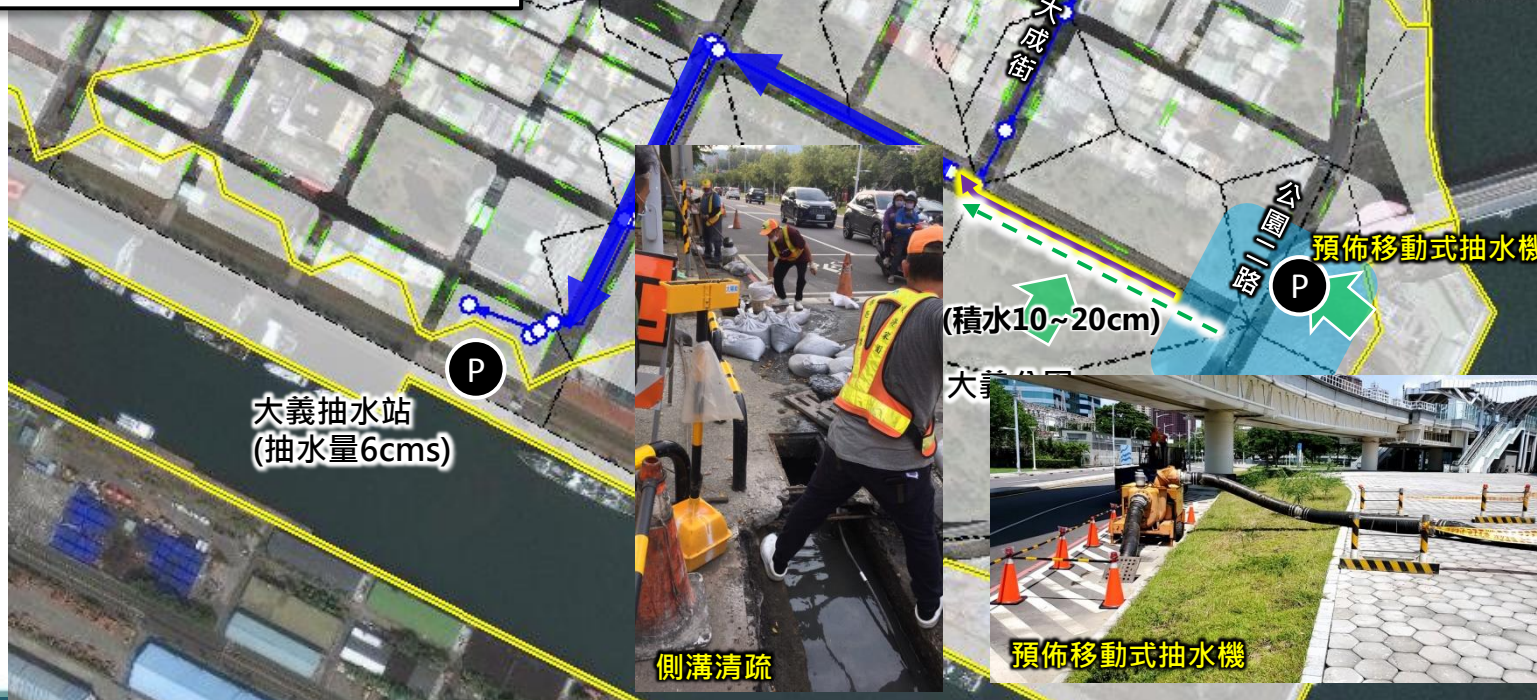 大成街
公園二路
預佈移動式抽水機
P
(積水10~20cm)
P
大義
大義抽水站
(抽水量6cms)
側溝清疏
預佈移動式抽水機